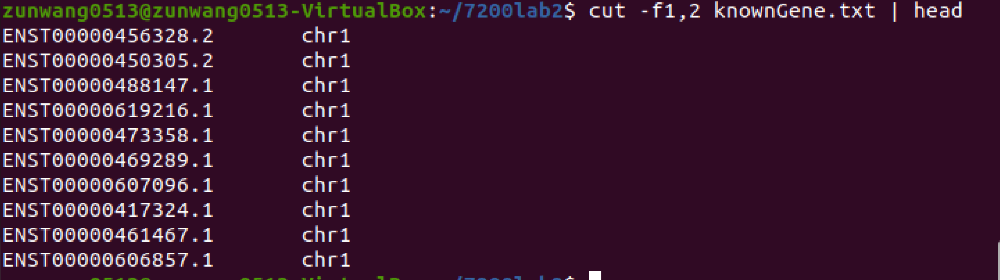 zunwang0513@zunwang0513-VirtualBox:~/7200lab2$ cut -f1,2 knownGene.txt | head
ENST00000456328.2 chr1
ENST00000450305.2 chr1
ENST00000488147.1 chr1
ENST00000619216.1 chr1
ENST00000473358.1 chr1
ENST00000469289.1 chr1
ENST00000607096.1 chr1
ENST00000417324.1 chr1
ENST00000461467.1 chr1
ENST00000606857.1 chr1